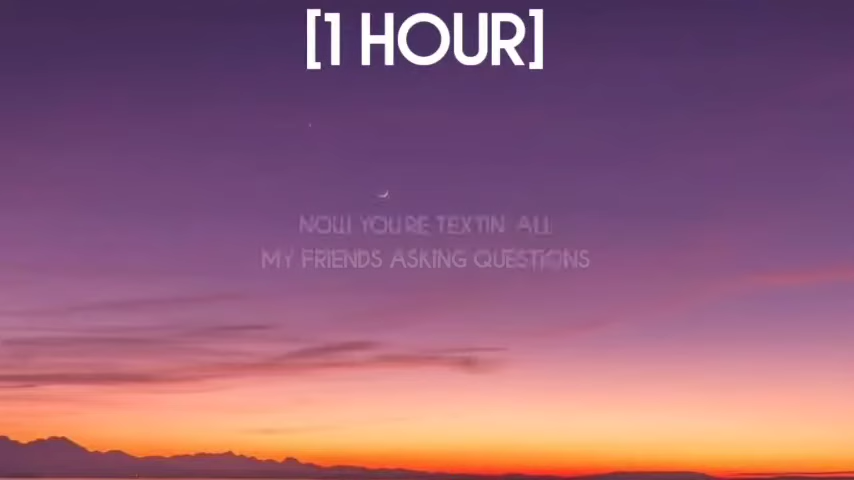 [1 HOUR]
NOW YOU'RE TEXTIN' ALL
MY FRIENDS ASKING QUESTIONS